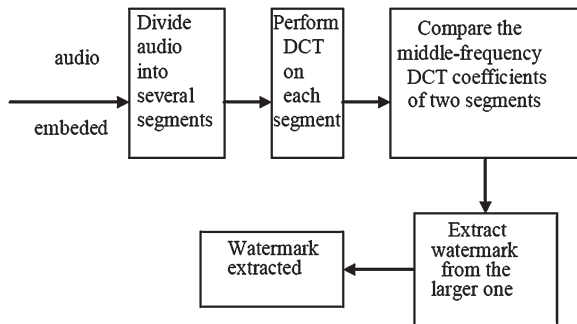 audio
embeded
Divide
audio
into
several
segments
Perform
DCT
on
each
segment
Compare the
middle-frequency
DCT coefficients
of two segments
Extract
watermark
from the
larger one
Watermark
extracted